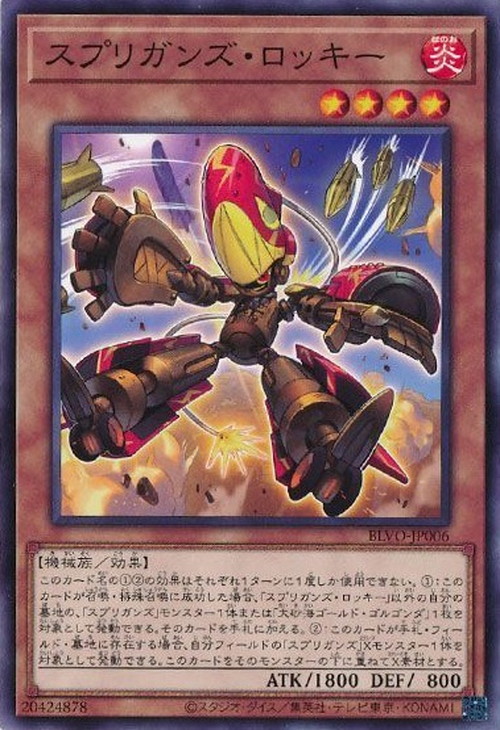 スプリガンズ・ロッキー
炎
BLVO-JP006
【機械族/効果】
このカード名の①②の効果はそれぞれ1ターンに1度しか使用できない。①:この
カードが召喚・特殊召喚に成功した場合、「スプリガンズ・ロッキー」以外の自分の
墓地の、「スプリガンズ」モンスター1体または「大砂海ゴールド・ゴルゴンダ」1枚を
対象として発動できる。そのカードを手札に加える。②:このカードが手札・フィー
ルド・墓地に存在する場合、自分フィールドの「スプリガンズ」Xモンスター1体を
対象として発動できる。このカードをそのモンスターの下に重ねてX素材とする。
ATK/1800 DEF/ 800
20424878 ©スタジオ・ダイス/集英社・テレビ東京・KONAMI